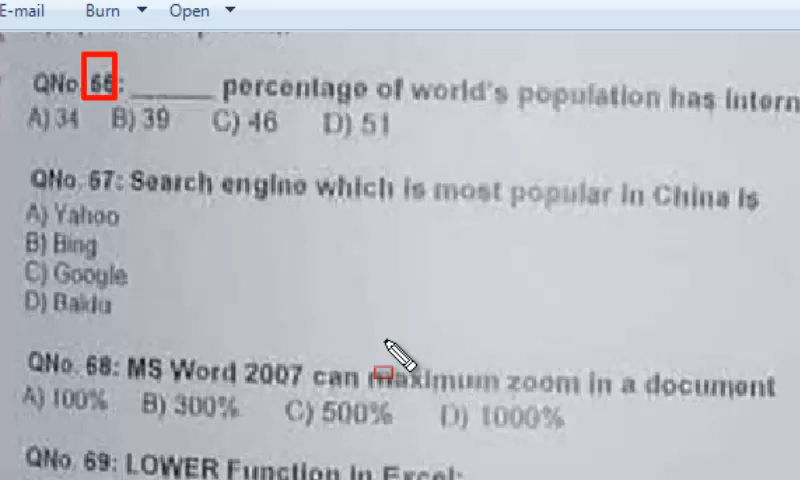 E-mail Burn Open
QNo. 66: ______ percentage of world's population has intern
A) 34 B) 39 C) 46 D) 51
QNo. 67: Search engine which is most popular in China is
A) Yahoo
B) Bing
C) Google
D) Baidu
QNo. 68: MS Word 2007 can maximum zoom in a document
A) 100% B) 300% C) 500% D) 1000%
QNo. 69: LOWER Function in Excel: